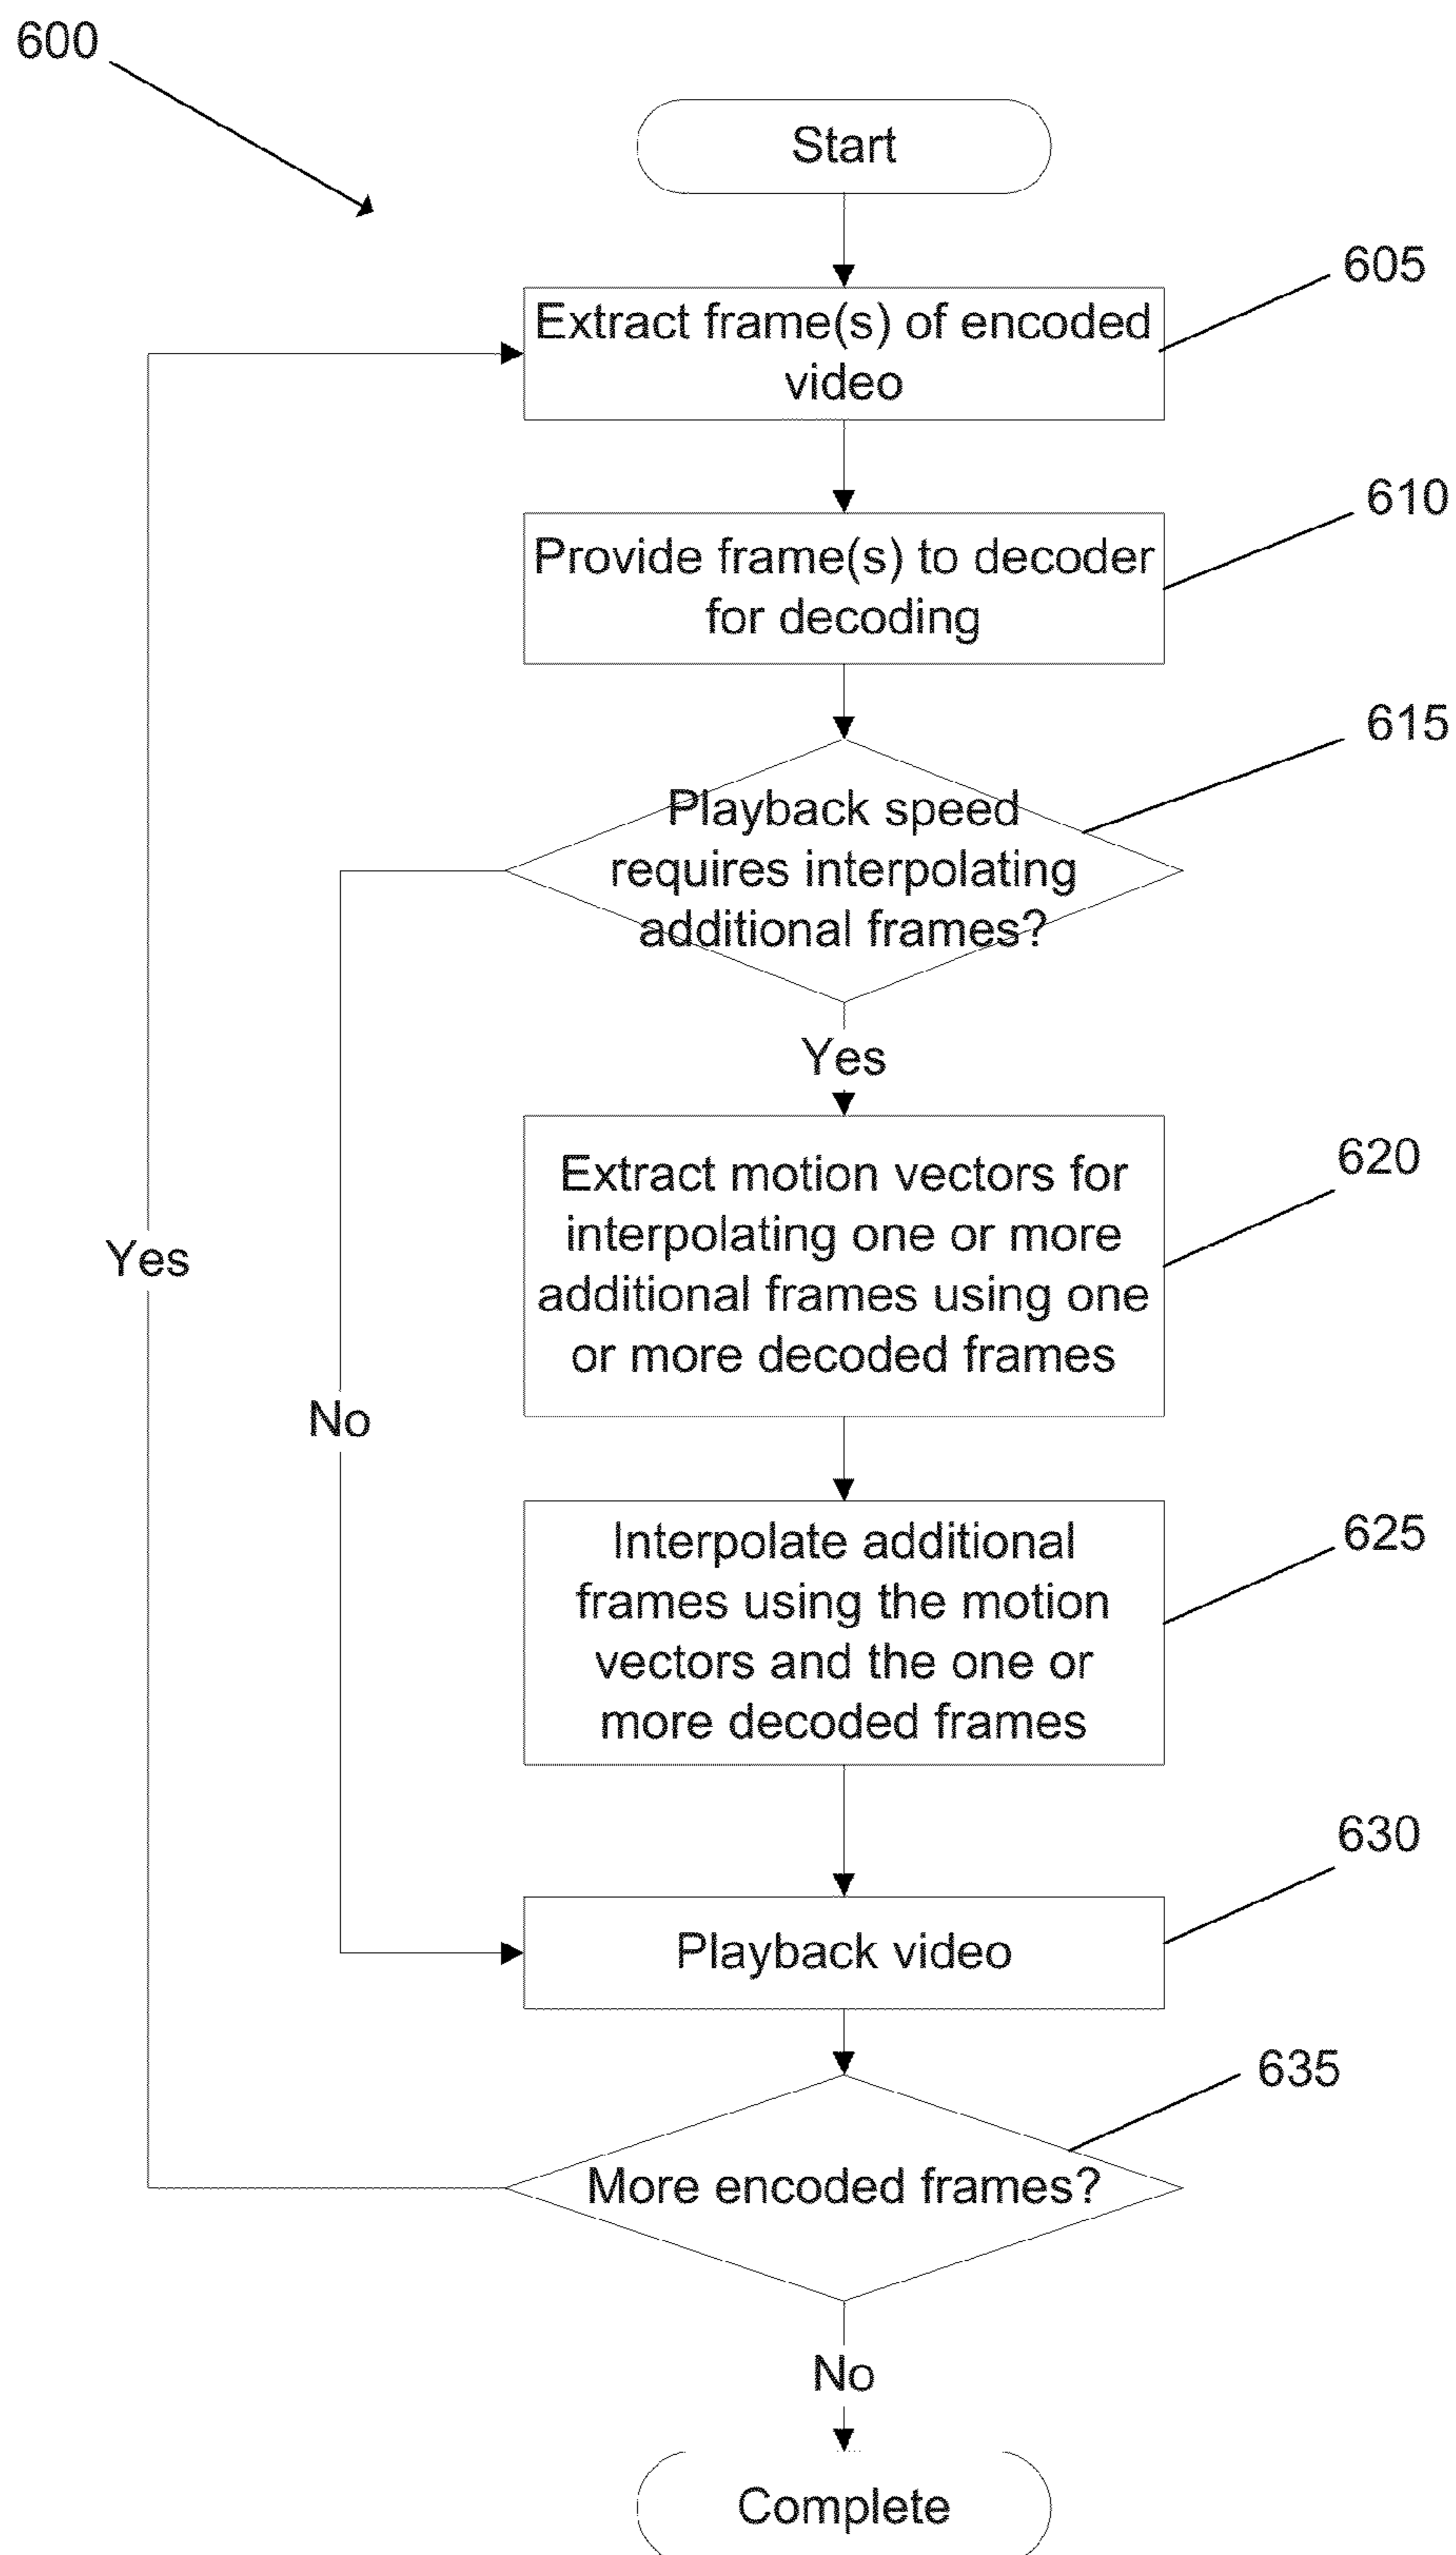 600
Start
605
Extract frame(s) of encoded
video
610
Provide frame(s) to decoder
for decoding
615
Playback speed
requires interpolating
additional frames?
Yes
620
Extract motion vectors for
interpolating one or more
additional frames using one
or more decoded frames
Yes
No
625
Interpolate additional
frames using the motion
vectors and the one or
more decoded frames
630
Playback video
635
More encoded frames?
No
Complete